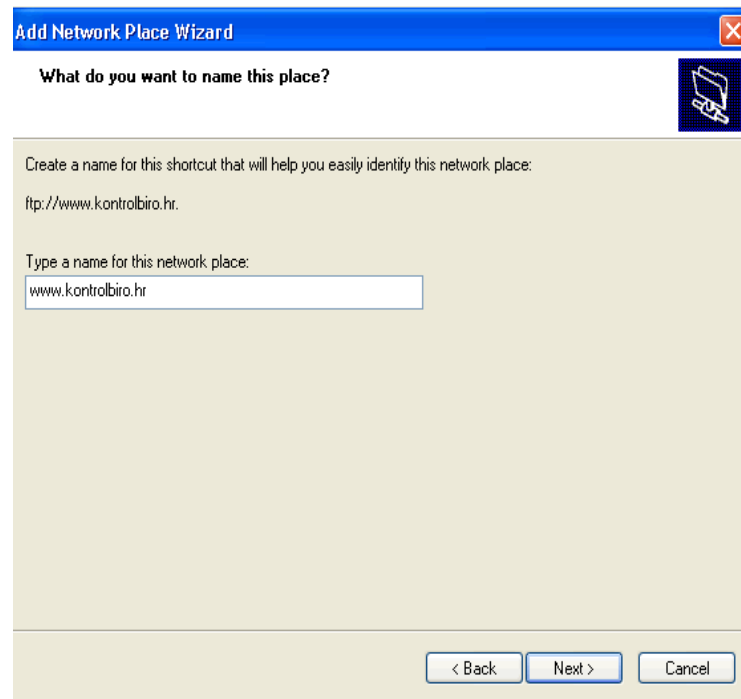 Add Network Place Wizard
What do you want to name this place?
Create a name for this shortcut that will help you easily identify this network place:
ftp://www.kontrolbiro.hr.
Type a name for this network place:
www.kontrolbiro.hr
< Back Next > Cancel